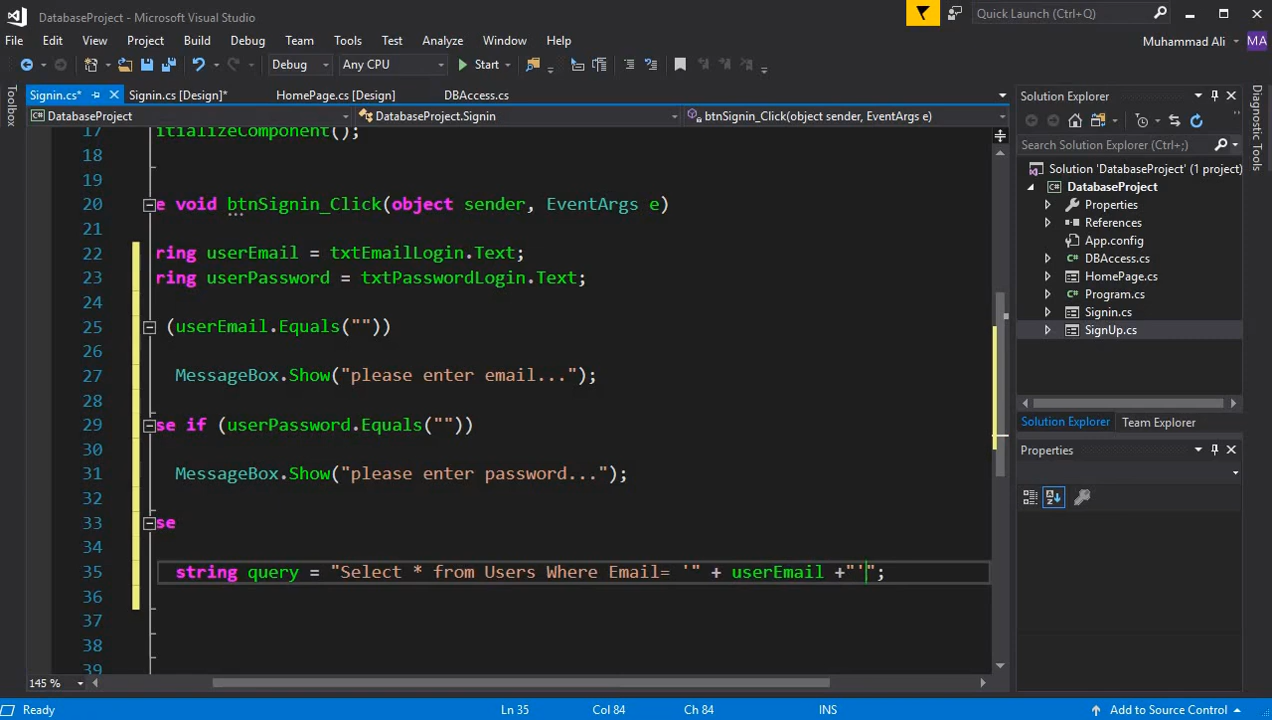 DatabaseProject - Microsoft Visual Studio
Quick Launch (Ctrl+Q)
File Edit View Project Build Debug Team Tools Test Analyze Window Help
Muhammad Ali MA
Debug Any CPU Start
Toolbox
Signin.cs* Signin.cs [Design]* HomePage.cs [Design] DBAccess.cs
DatabaseProject DatabaseProject.Signin btnSignin_Click(object sender, EventArgs e)
17 itializeComponent();
18
19
20 e void btnSignin_Click(object sender, EventArgs e)
21
22 ring userEmail = txtEmailLogin.Text;
23 ring userPassword = txtPasswordLogin.Text;
24
25 (userEmail.Equals(""))
26
27 MessageBox.Show("please enter email...");
28
29 se if (userPassword.Equals(""))
30
31 MessageBox.Show("please enter password...");
32
33 se
34
35 string query = "Select * from Users Where Email= '" + userEmail +"'";
36
37
38
39
145 %
Solution Explorer
Search Solution Explorer (Ctrl+;)
Solution 'DatabaseProject' (1 project)
DatabaseProject
Properties
References
App.config
DBAccess.cs
HomePage.cs
Program.cs
Signin.cs
SignUp.cs
Solution Explorer Team Explorer
Properties
Diagnostic Tools
Ready Ln 35 Col 84 Ch 84 INS Add to Source Control